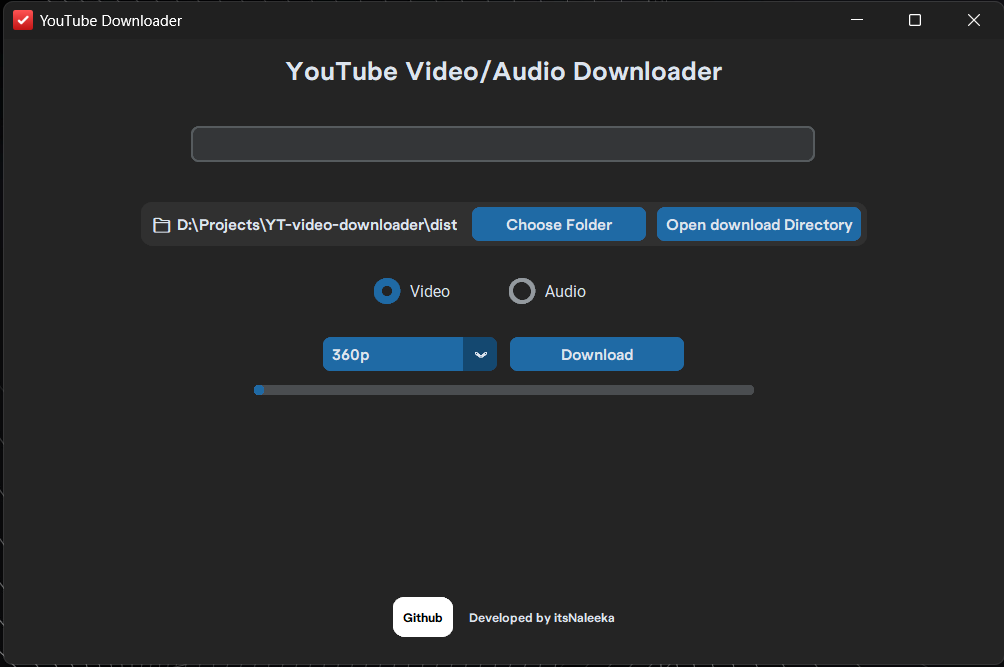 YouTube Downloader
YouTube Video/Audio Downloader
D:\Projects\YT-video-downloader\dist Choose Folder Open download Directory
Video Audio
360p Download
Github Developed by itsNaleeka